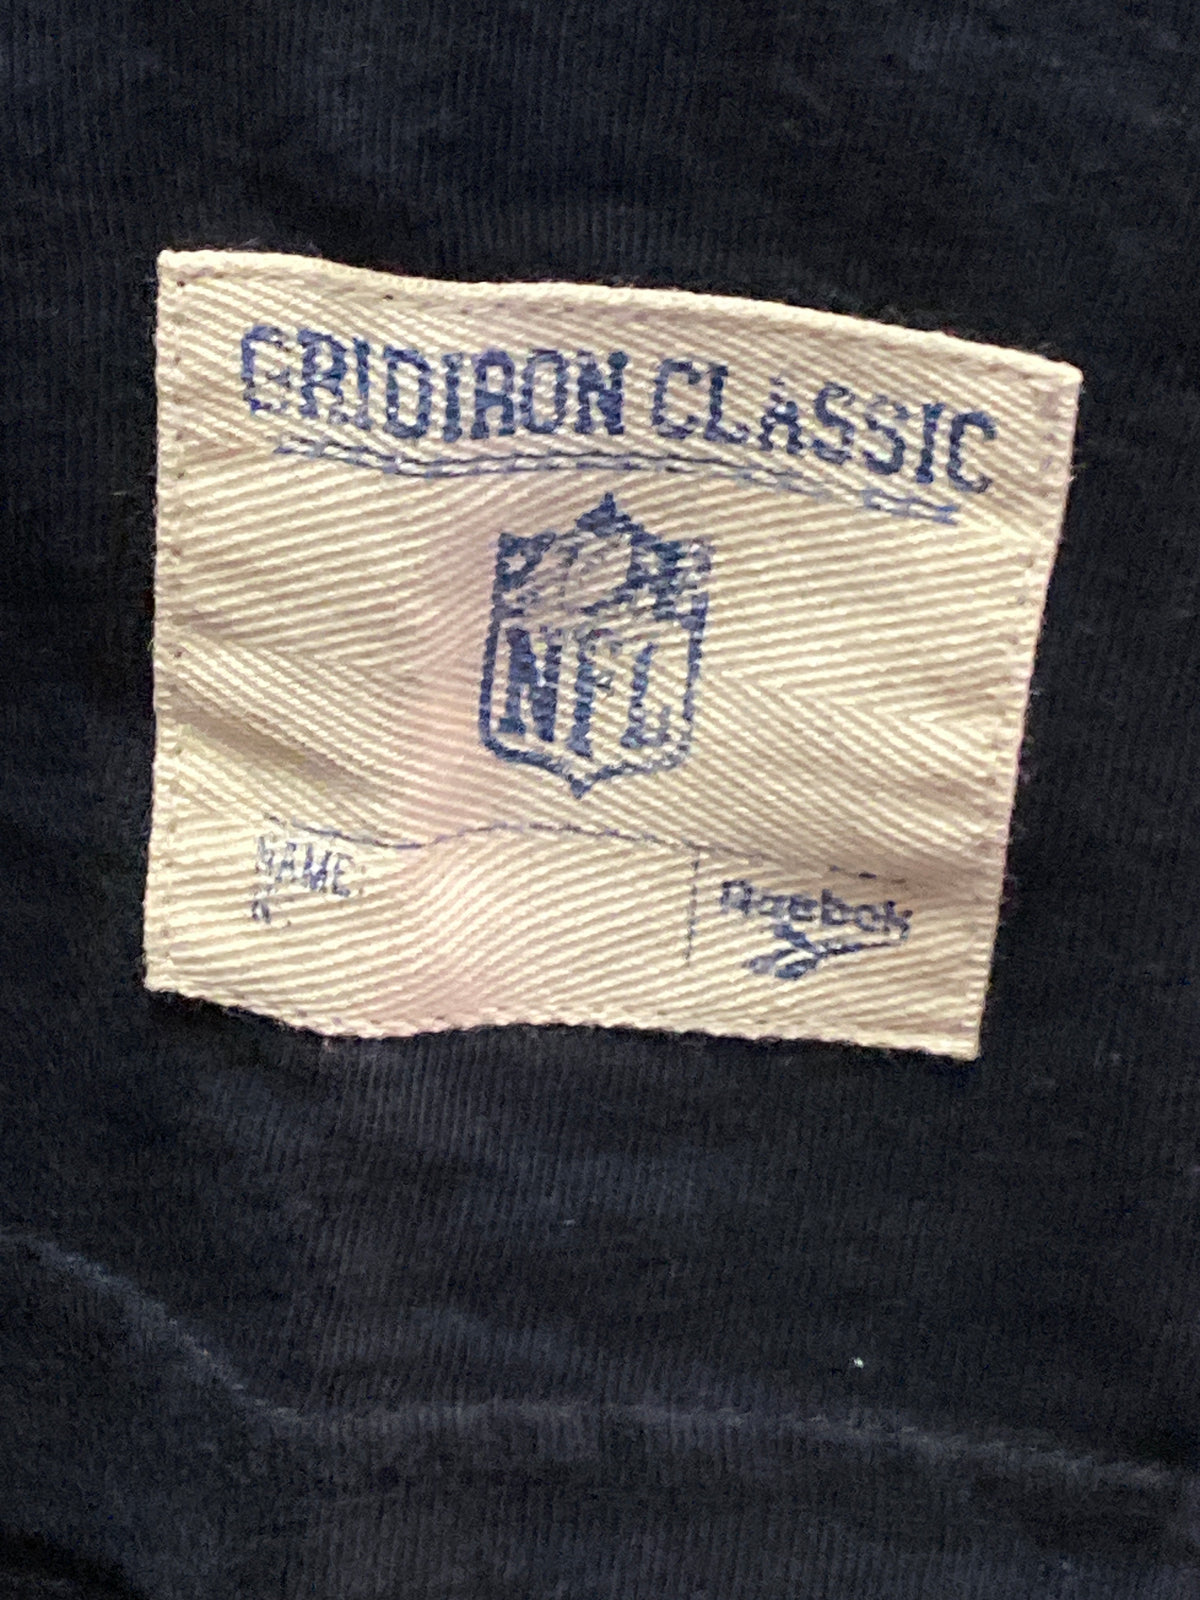 GRIDIRON CLASSIC
NFL
NAME:
Reebok